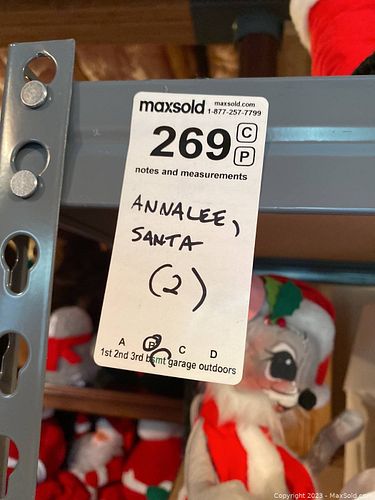 maxsold maxsold.com
1-877-257-7799
269 C
P
notes and measurements
ANNALEE,
SANTA
(2)
A B C D
1st 2nd 3rd bsmt garage outdoors
Copyright 2023 - MaxSold.com